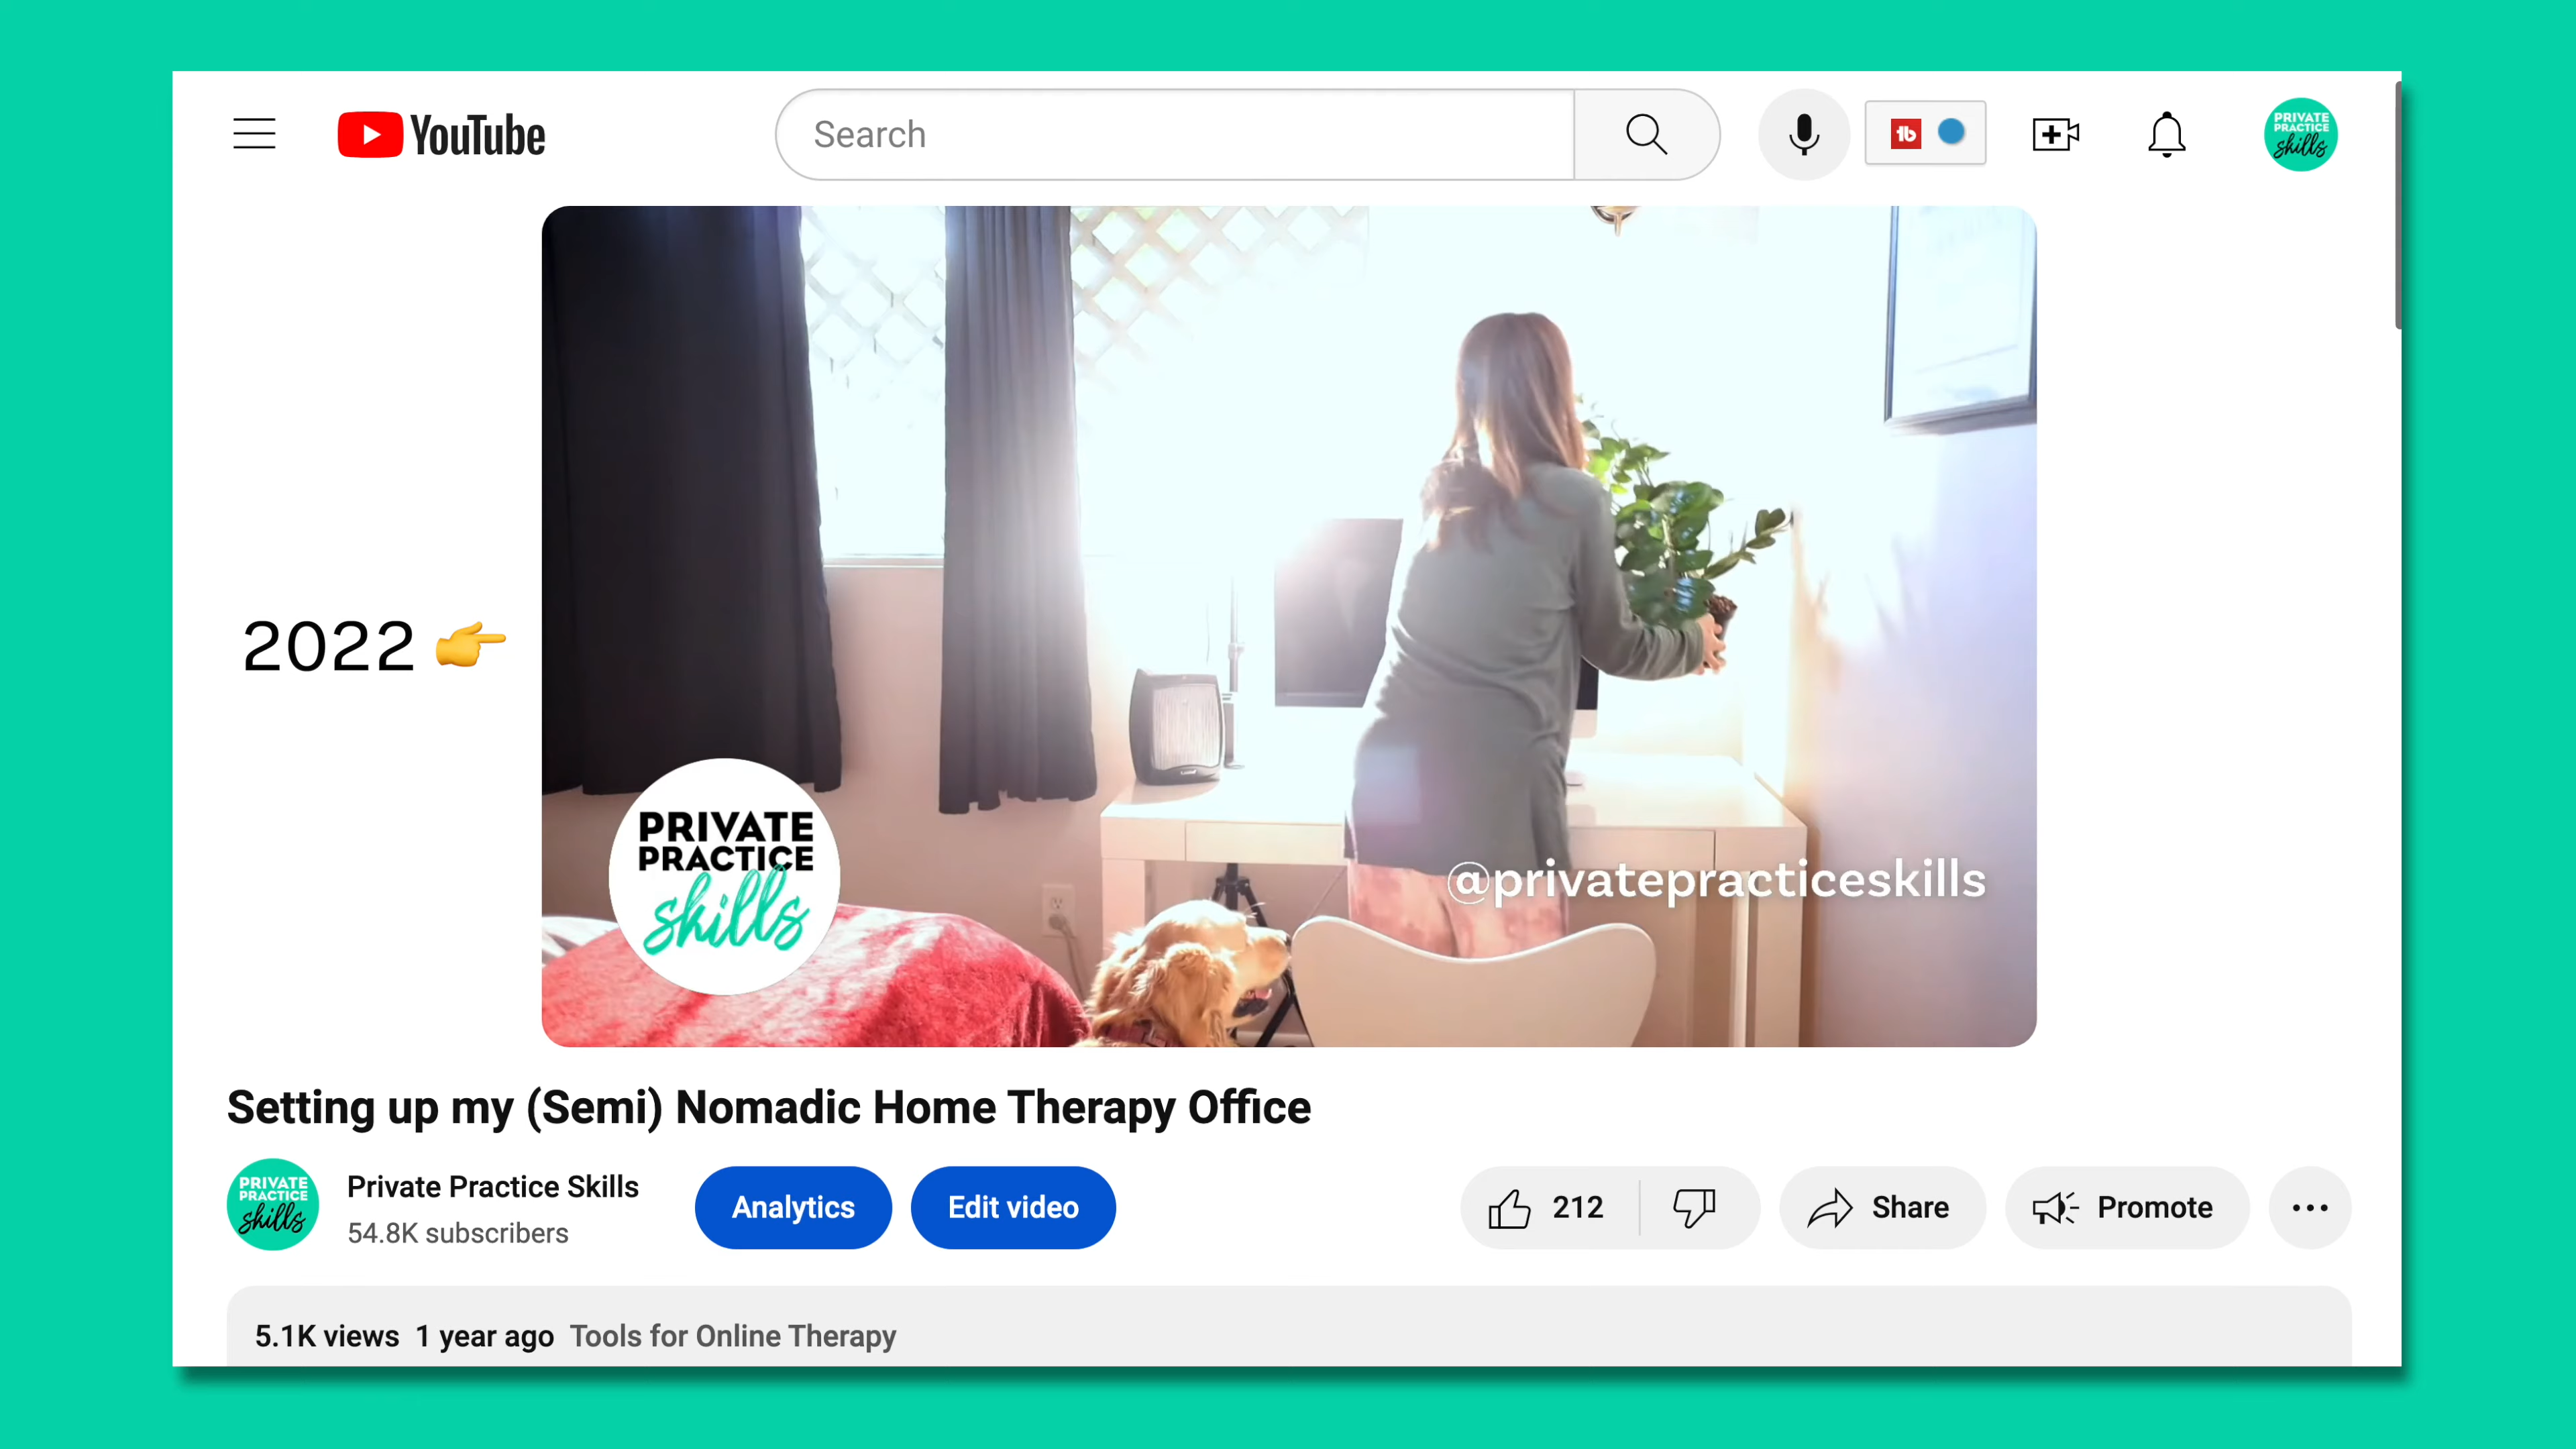 YouTube
Search
PRIVATE
PRACTICE
skills
2022
PRIVATE
PRACTICE
skills
@privatepracticeskills
Setting up my (Semi) Nomadic Home Therapy Office
PRIVATE
PRACTICE
skills
Private Practice Skills
54.8K subscribers
Analytics
Edit video
212
Share
Promote
5.1K views 1 year ago Tools for Online Therapy